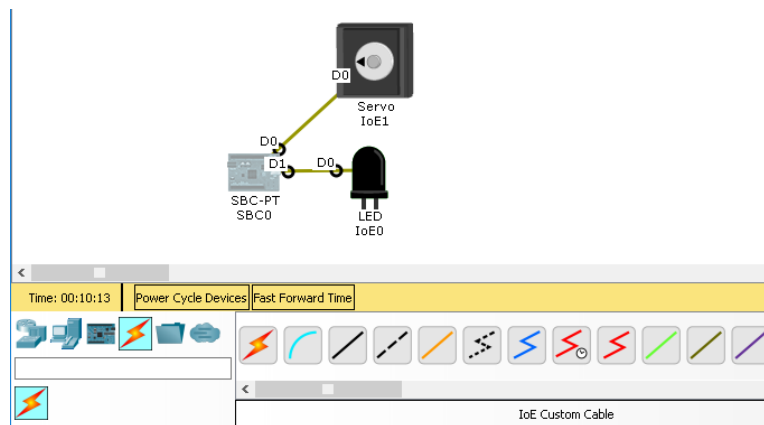 D0
Servo
IoE1
D0
D1
D0
SBC-PT
SBC0
LED
IoE0
Time: 00:10:13
Power Cycle Devices
Fast Forward Time
IoE Custom Cable